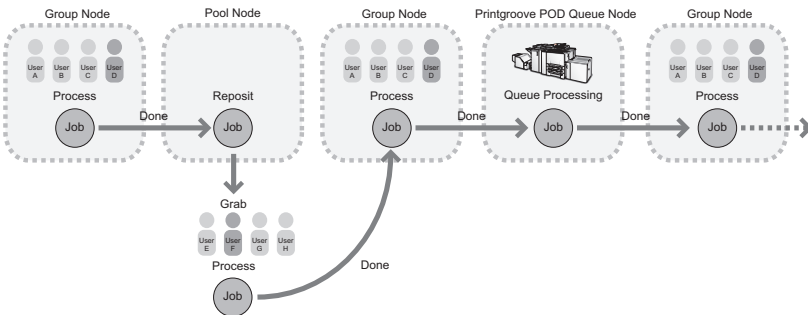 Group Node
Pool Node
Group Node
Printgroove POD Queue Node
Group Node
User A
User B
User C
User D
User A
User B
User C
User D
User A
User B
User C
User D
Process
Reposit
Process
Queue Processing
Process
Job
Done
Job
Job
Done
Job
Done
Job
Grab
User E
User F
User G
User H
Process
Done
Job